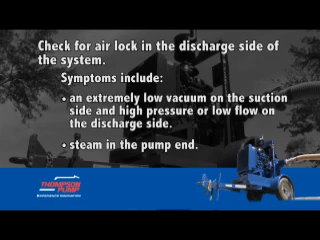 Check for air lock in the discharge side of
the system.
Symptoms include:
• an extremely low vacuum on the suction
side and high pressure or low flow on
the discharge side.
• steam in the pump end.
THOMPSON
PUMP